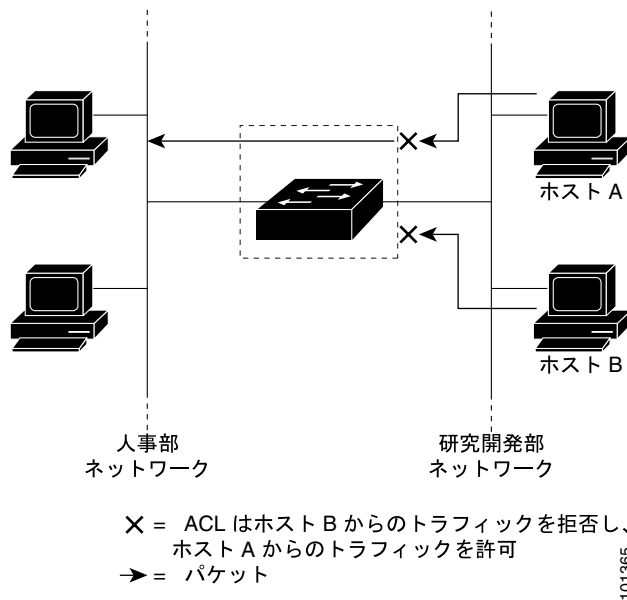 ホスト A
ホスト B
人事部
ネットワーク
研究開発部
ネットワーク
✕ = ACL はホスト B からのトラフィックを拒否し、
ホスト A からのトラフィックを許可
➔ = パケット
101365